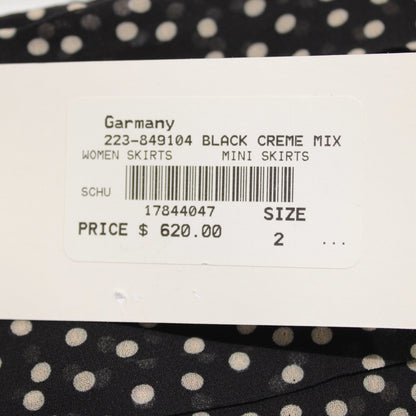 Garmany
223-849104 BLACK CREME MIX
WOMEN SKIRTS MINI SKIRTS
SCHU
17844047
SIZE
PRICE $ 620.00
2 ...